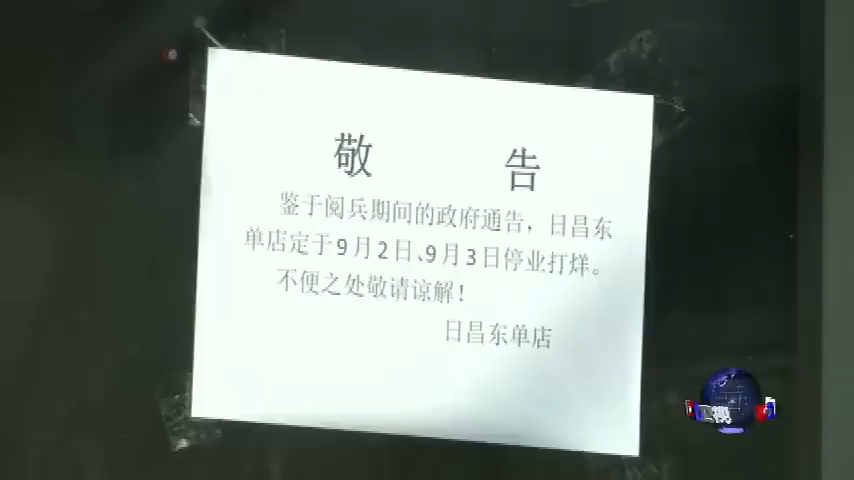 敬 告
鉴于阅兵期间的政府通告，日昌东
单店定于9月2日、9月3日停业打烊。
不便之处敬请谅解！
日昌东单店
卫视